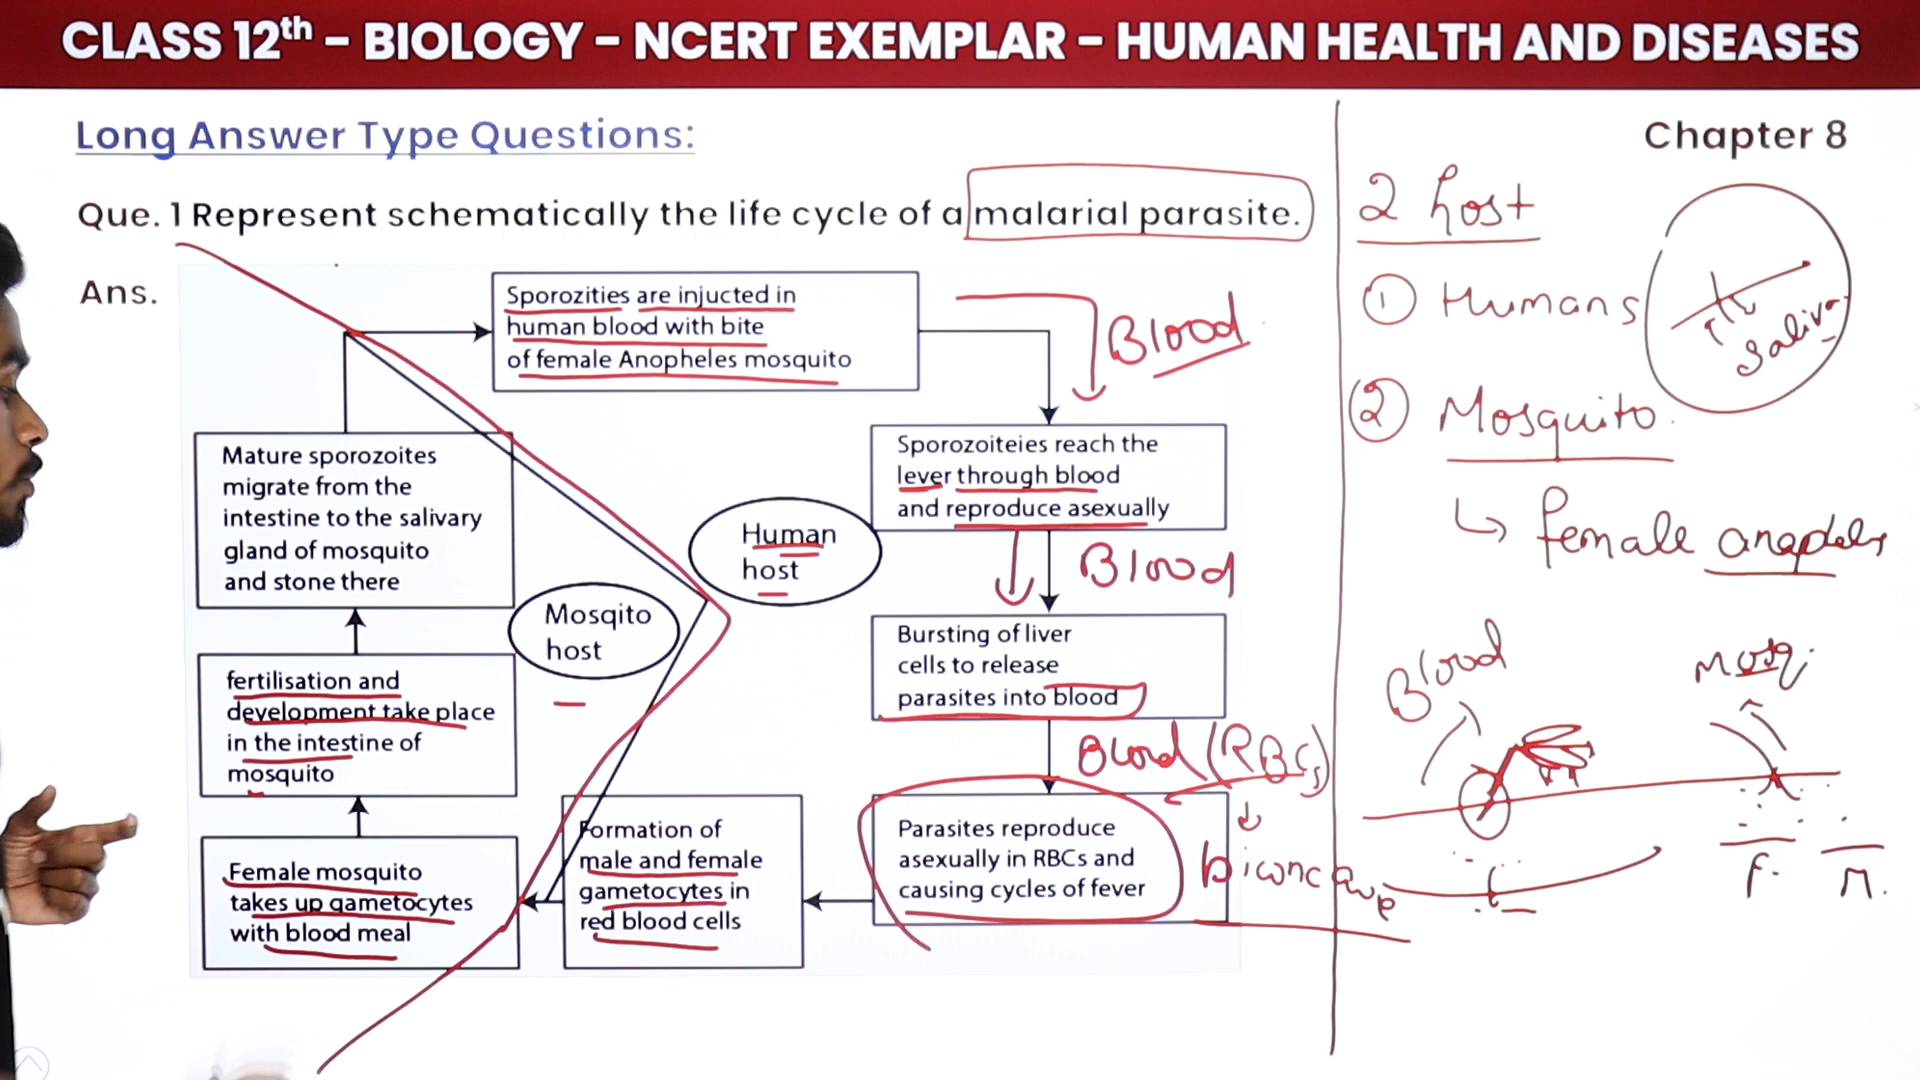 CLASS 12th - BIOLOGY - NCERT EXEMPLAR - HUMAN HEALTH AND DISEASES
Long Answer Type Questions:
Chapter 8
Que. 1 Represent schematically the life cycle of a malarial parasite.
Ans.
Sporozities are injucted in
human blood with bite
of female Anopheles mosquito
Blood
Sporozoiteies reach the
lever through blood
and reproduce asexually
Blood
Human
host
Bursting of liver
cells to release
parasites into blood
Blood (RBCs)
biconcave
Parasites reproduce
asexually in RBCs and
causing cycles of fever
Formation of
male and female
gametocytes in
red blood cells
Mosqito
host
Female mosquito
takes up gametocytes
with blood meal
fertilisation and
development take place
in the intestine of
mosquito
Mature sporozoites
migrate from the
intestine to the salivary
gland of mosquito
and stone there
2 host
1 Humans
Saliva
2 Mosquito
female
Blood
Mosq
F.
M.